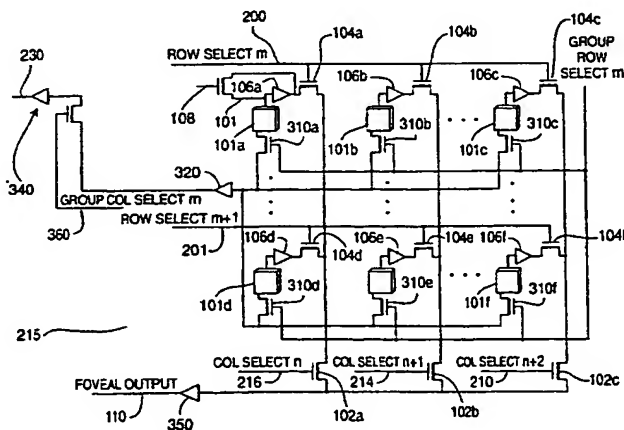 200
104a
104b
104c
230
ROW SELECT m
GROUP
ROW
SELECT m
106a
106b
106c
108
101
101a
310a
101b
310b
101c
310c
320
340
GROUP COL SELECT m
360
ROW SELECT m+1
201
106d
104d
106e
104e
106f
104f
101d
310d
310e
101f
310f
215
COL SELECT n
COL SELECT n+1
COL SELECT n+2
216
214
210
102c
FOVEAL OUTPUT
110
350
102a
102b